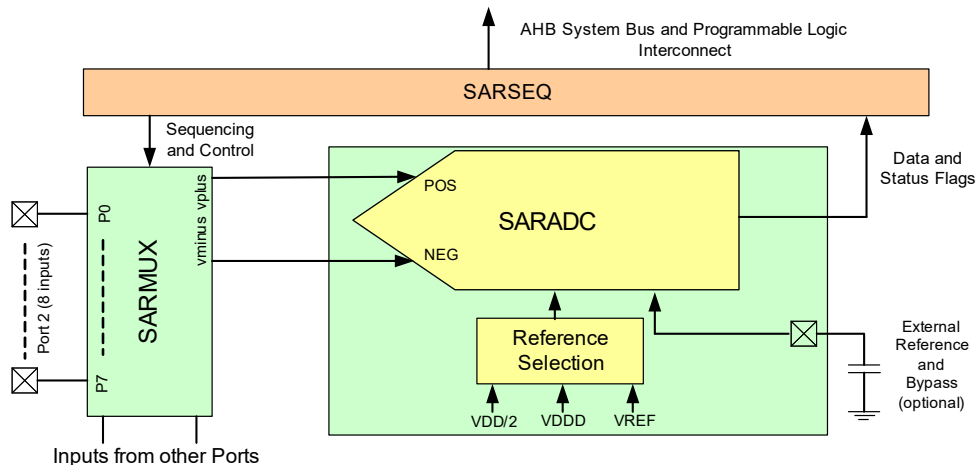 AHB System Bus and Programmable Logic
Interconnect
SARSEQ
Sequencing
and Control
Data and
Status Flags
vminus vplus
POS
NEG
SARADC
P0
P7
Port 2 (8 inputs)
SARMUX
Reference
Selection
External
Reference
and
Bypass
(optional)
VDD/2
VDDD
VREF
Inputs from other Ports